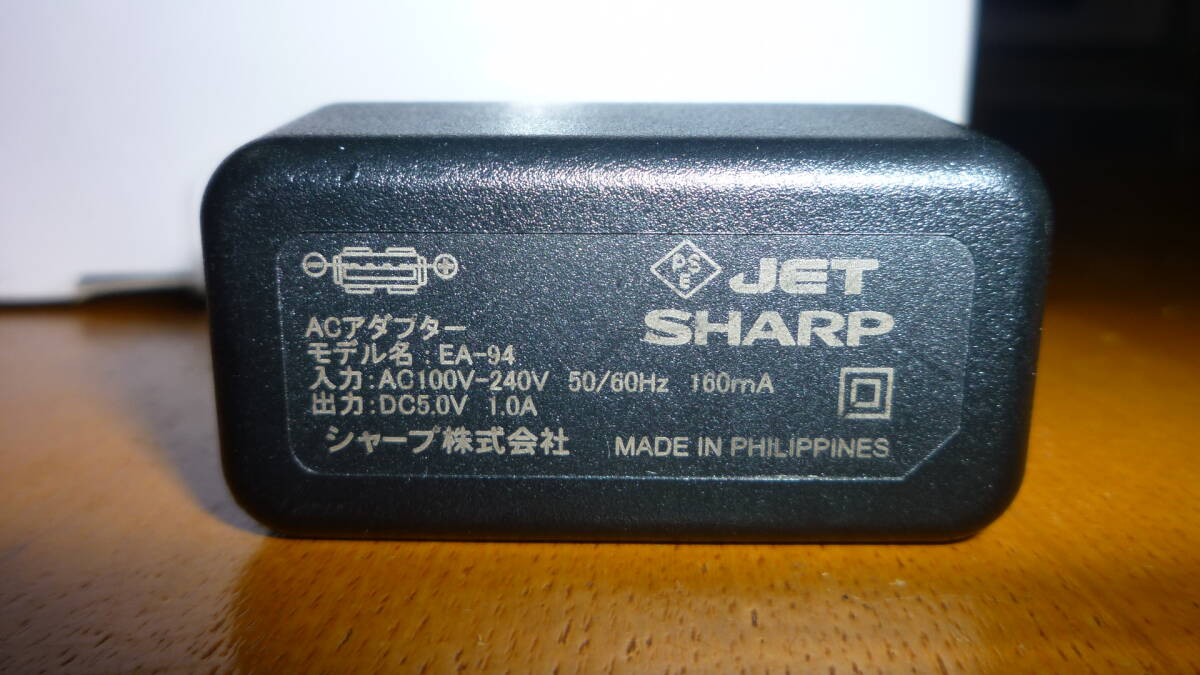 PSE JET
SHARP
ACアダプター
モデル名:EA-94
入力:AC100V-240V 50/60Hz 160mA
出力:DC5.0V 1.0A
シャープ株式会社 MADE IN PHILIPPINES